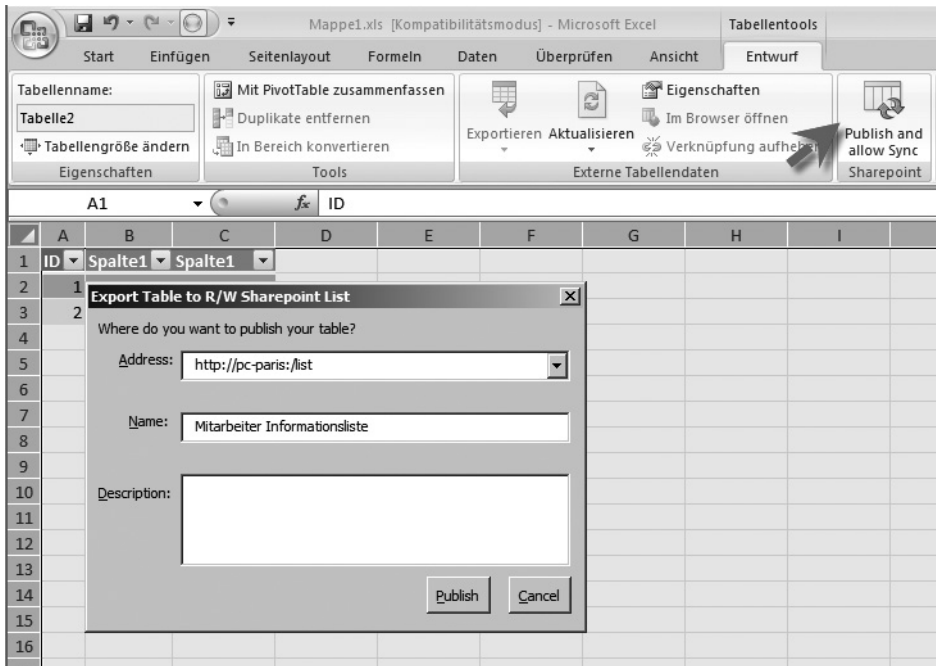 Mappe1.xls [Kompatibilitätsmodus] - Microsoft Excel
Tabellentools
Start Einfügen Seitenlayout Formeln Daten Überprüfen Ansicht Entwurf
Tabellenname:
Tabelle2
Tabellengröße ändern
Eigenschaften
Mit PivotTable zusammenfassen
Duplikate entfernen
In Bereich konvertieren
Tools
Exportieren Aktualisieren
Eigenschaften
Im Browser öffnen
Verknüpfung aufheben
Externe Tabellendaten
Publish and
allow Sync
Sharepoint
A1 fx ID
A B C D E F G H I
1 ID Spalte1 Spalte1
2 1
3 2
4
5
6
7
8
9
10
11
12
13
14
15
16
Export Table to R/W Sharepoint List
Where do you want to publish your table?
Address: http://pc-paris:/list
Name: Mitarbeiter Informationsliste
Description:
Publish Cancel